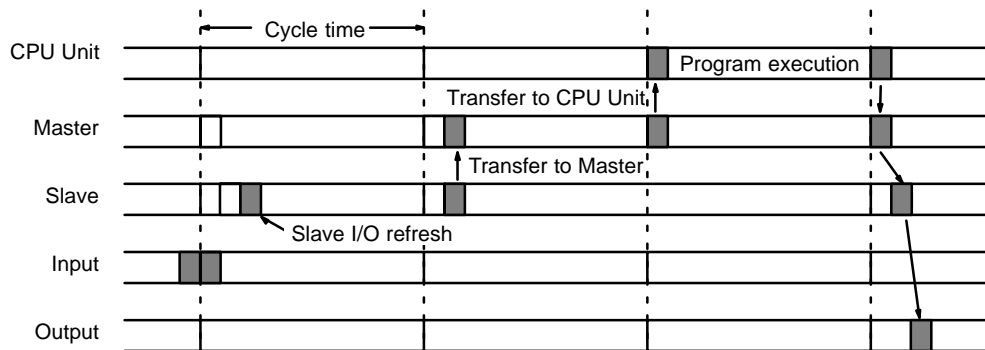 Cycle time
CPU Unit
Program execution
Transfer to CPU Unit
Master
Transfer to Master
Slave
Slave I/O refresh
Input
Output